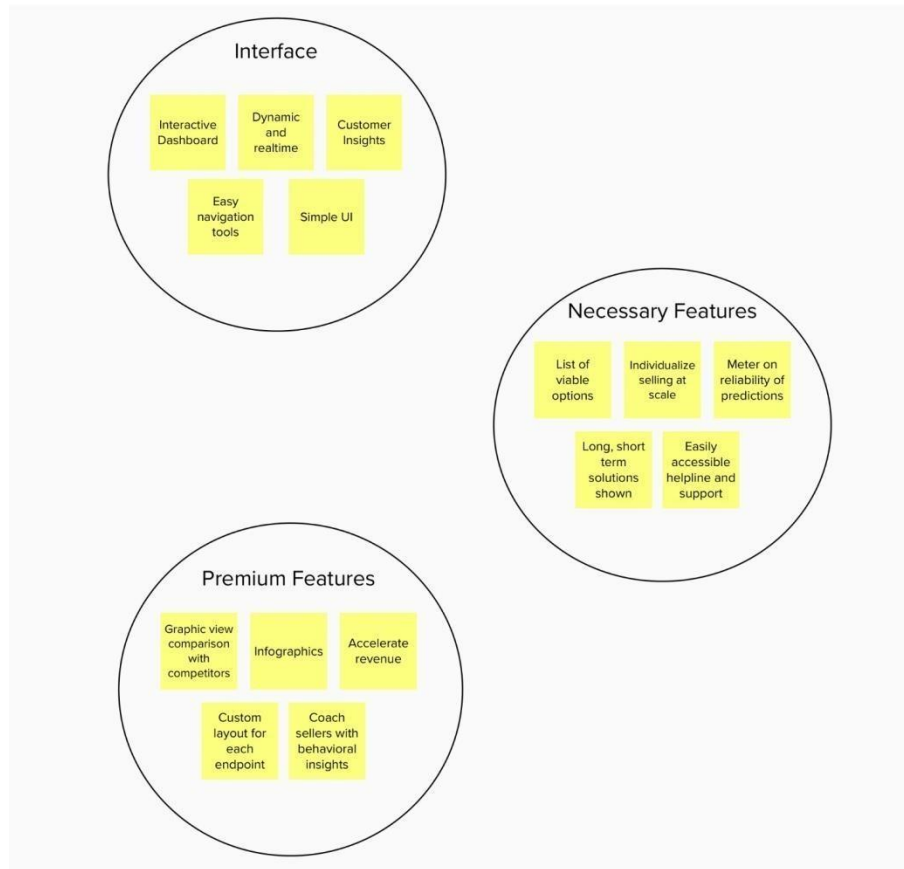 Interface
Interactive
Dashboard
Dynamic
and
realtime
Customer
Insights
Easy
navigation
tools
Simple UI
Necessary Features
List of
viable
options
Individualize
selling at
scale
Meter on
reliability of
predictions
Long, short
term
solutions
shown
Easily
accessible
helpline and
support
Premium Features
Graphic view
comparison
with
competitors
Infographics
Accelerate
revenue
Custom
layout for
each
endpoint
Coach
sellers with
behavioral
insights